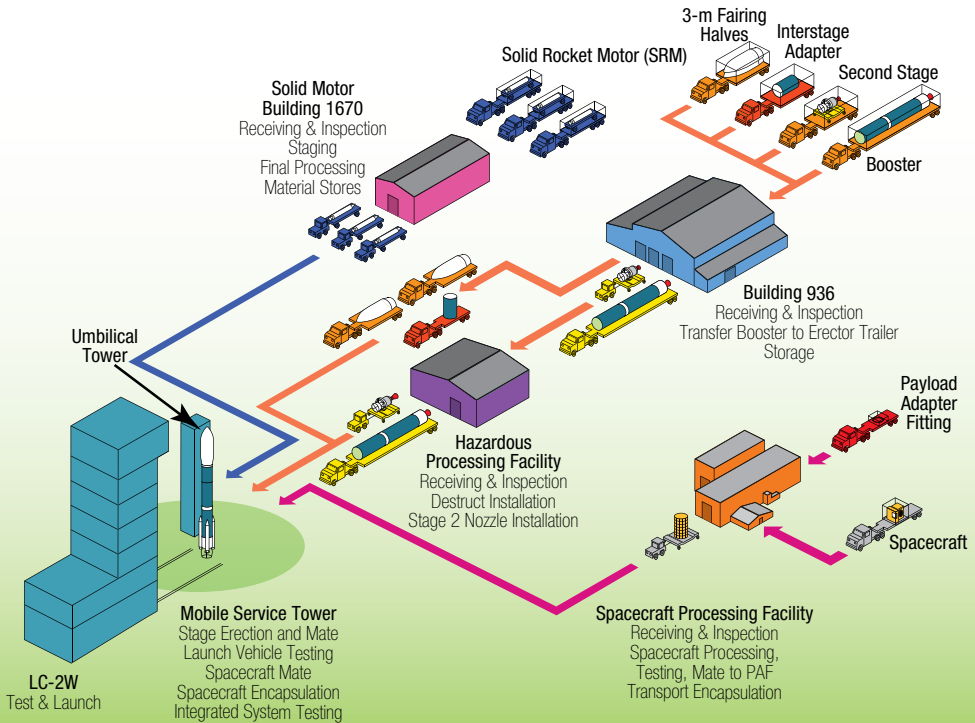 3-m Fairing
Halves
Interstage
Adapter
Solid Rocket Motor (SRM)
Second Stage
Booster
Solid Motor
Building 1670
Receiving & Inspection
Staging
Final Processing
Material Stores
Building 936
Receiving & Inspection
Transfer Booster to Erector Trailer
Storage
Umbilical
Tower
Hazardous
Processing Facility
Receiving & Inspection
Destruct Installation
Stage 2 Nozzle Installation
Payload
Adapter
Fitting
Spacecraft
Spacecraft Processing Facility
Receiving & Inspection
Spacecraft Processing,
Testing, Mate to PAF
Transport Encapsulation
Mobile Service Tower
Stage Erection and Mate
Launch Vehicle Testing
Spacecraft Mate
Spacecraft Encapsulation
Integrated System Testing
LC-2W
Test & Launch